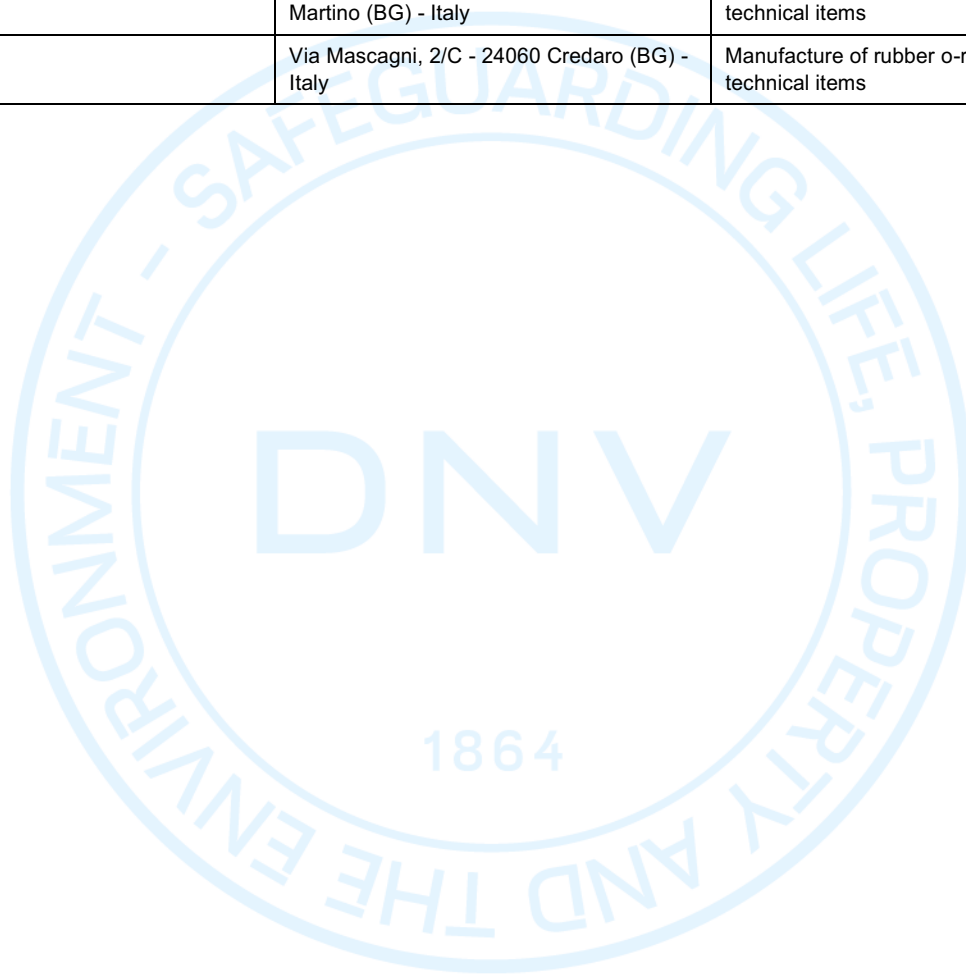 Martino (BG) - Italy
technical items
Via Mascagni, 2/C - 24060 Credaro (BG) -
Italy
Manufacture of rubber
technical items
SAFEGUARDING LIFE, PROPERTY AND THE ENVIRONMENT -
DNV
1864